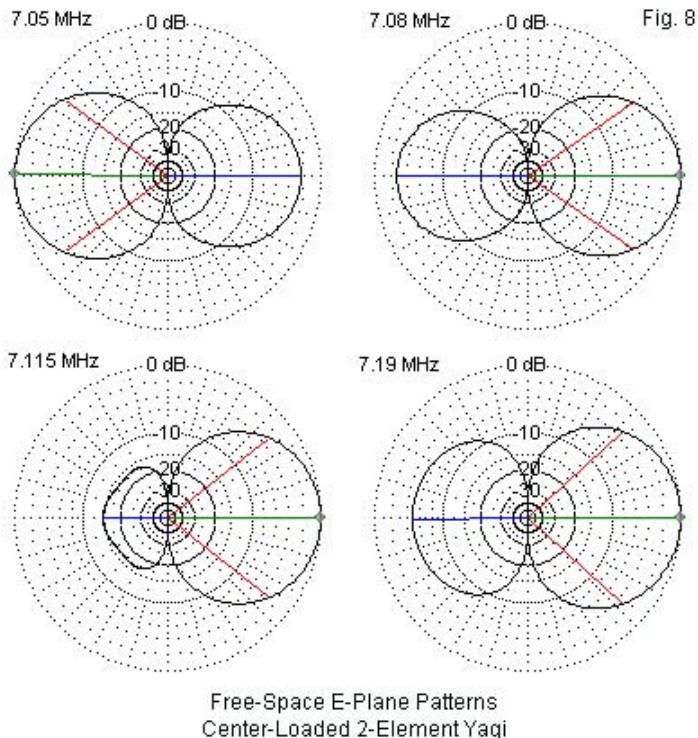 7.05 MHz 0 dB 7.08 MHz 0 dB Fig. 8
10 10
20 20
30 30
7.115 MHz 0 dB 7.19 MHz 0 dB
10 10
20 20
30 30
Free-Space E-Plane Patterns
Center-Loaded 2-Element Yagi